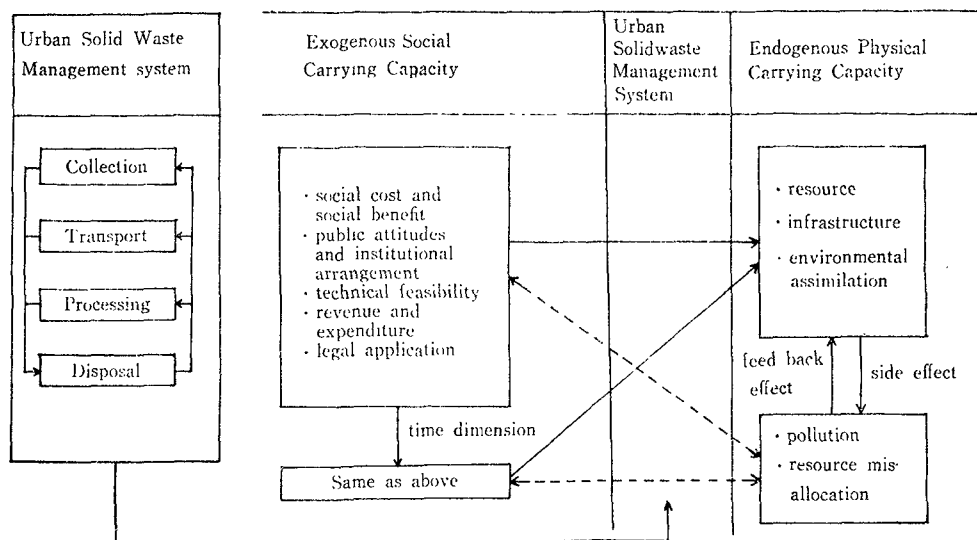 Urban Solid Waste
Management system
Collection
Transport
Processing
Disposal
Exogenous Social
Carrying Capacity
Urban
Solidwaste
Management
System
Endogenous Physical
Carrying Capacity
· social cost and
social benefit
· public attitudes
and institutional
arrangement
· technical feasibility
· revenue and
expenditure
· legal application
time dimension
Same as above
· resource
· infrastructure
· environmental
assimilation
feed back
effect
side effect
· pollution
· resource mis-
allocation